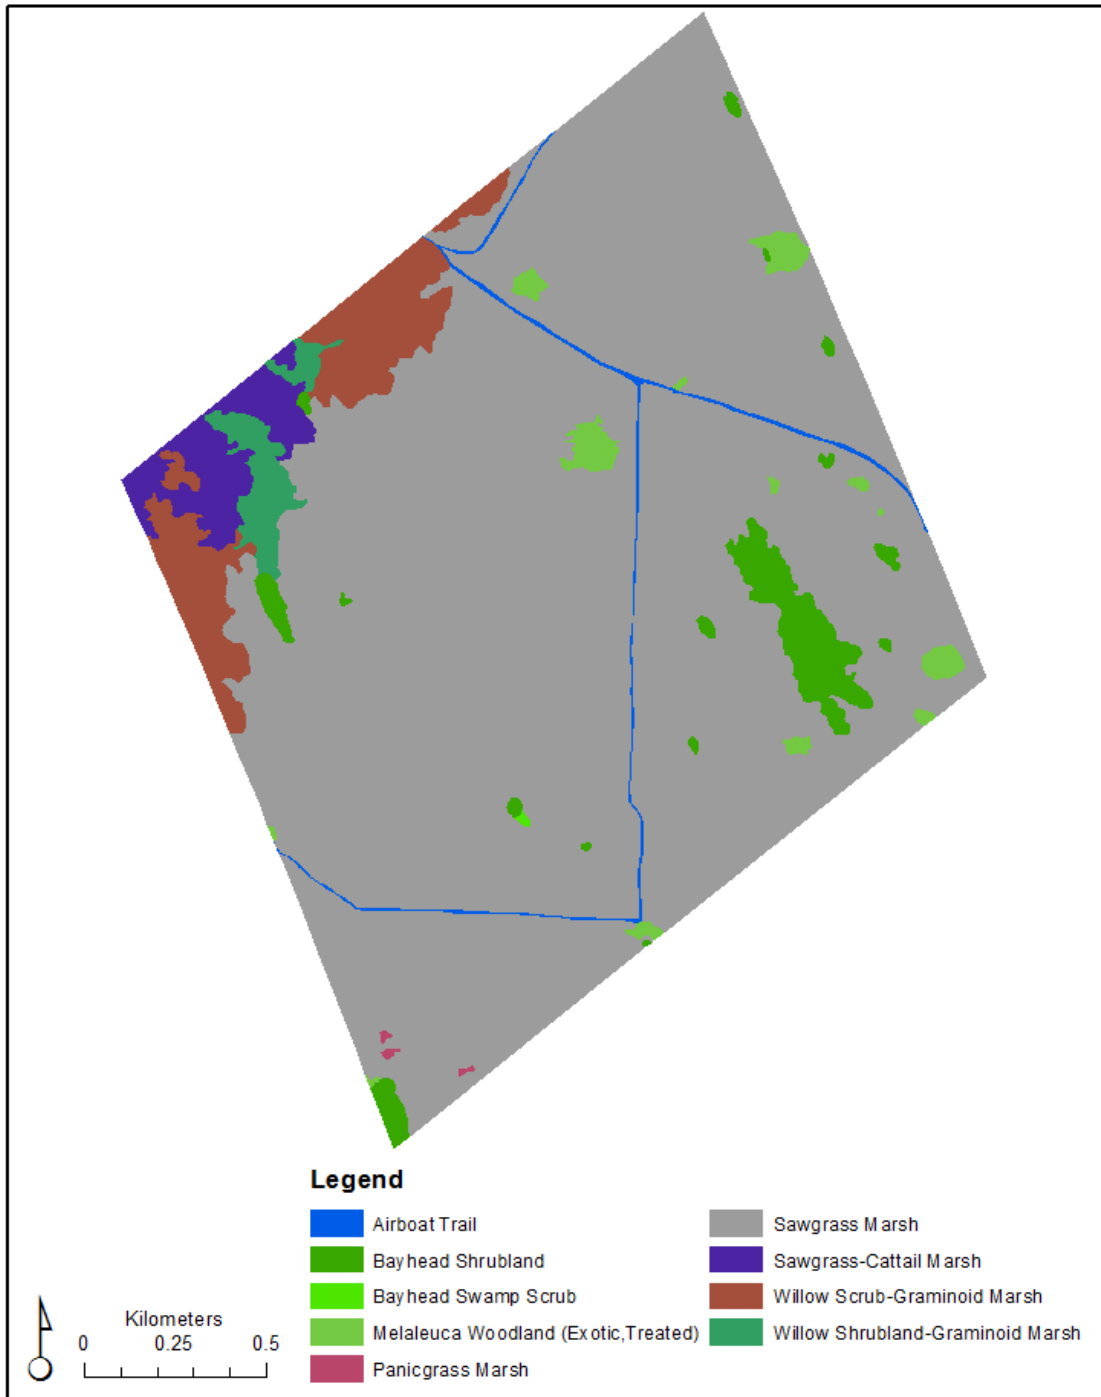 Legend
Airboat Trail
Bayhead Shrubland
Bayhead Swamp Scrub
Melaleuca Woodland (Exotic,Treated)
Panicgrass Marsh
Sawgrass Marsh
Sawgrass-Cattail Marsh
Willow Scrub-Graminoid Marsh
Willow Shrubland-Graminoid Marsh
Kilometers
0 0.25 0.5